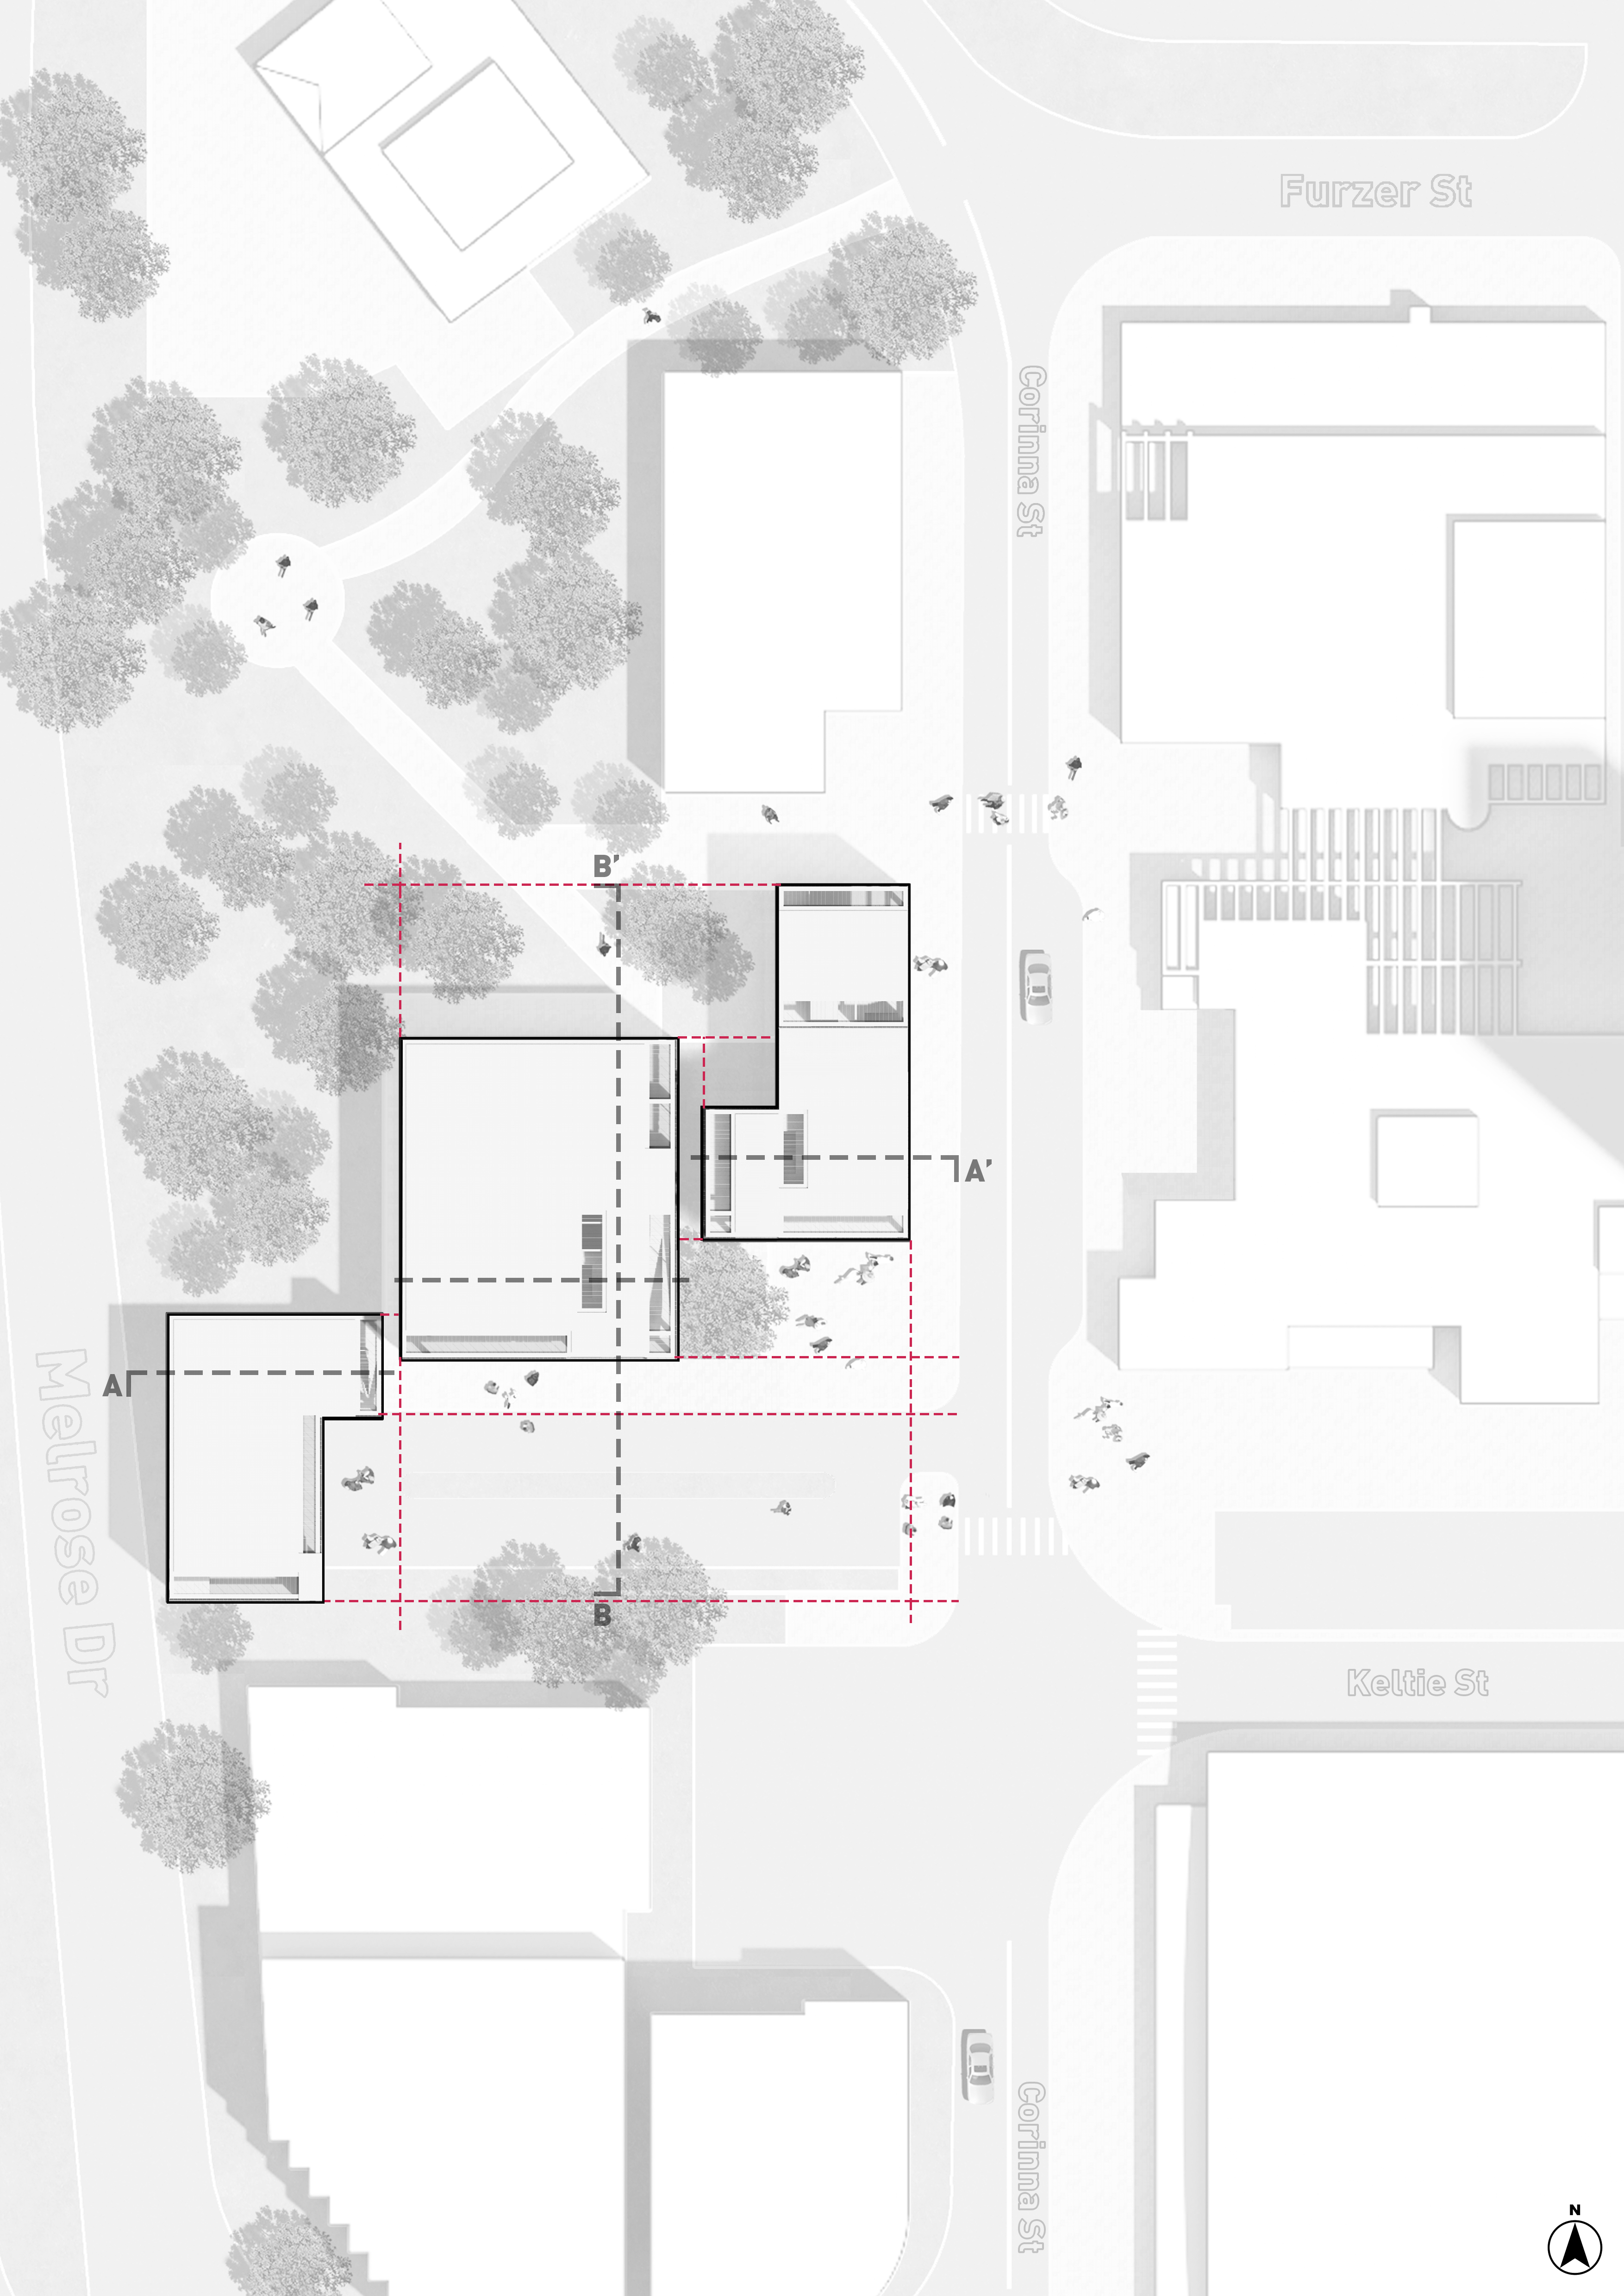 Furzer St
Corinna St
B’
A’
A
Melrose Dr
B
Keltie St
Corinna St
N